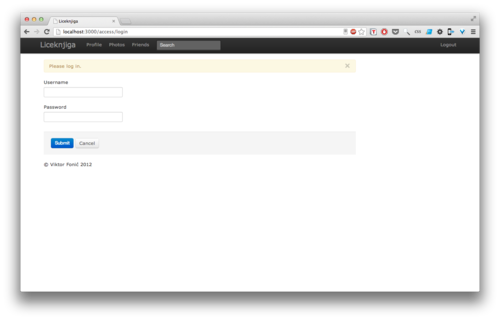 Liceknjiga
localhost:3000/access/login
Liceknjiga Profile Photos Friends Search Logout
Please log in. ×
Username
Password
Submit Cancel
© Viktor Fonić 2012